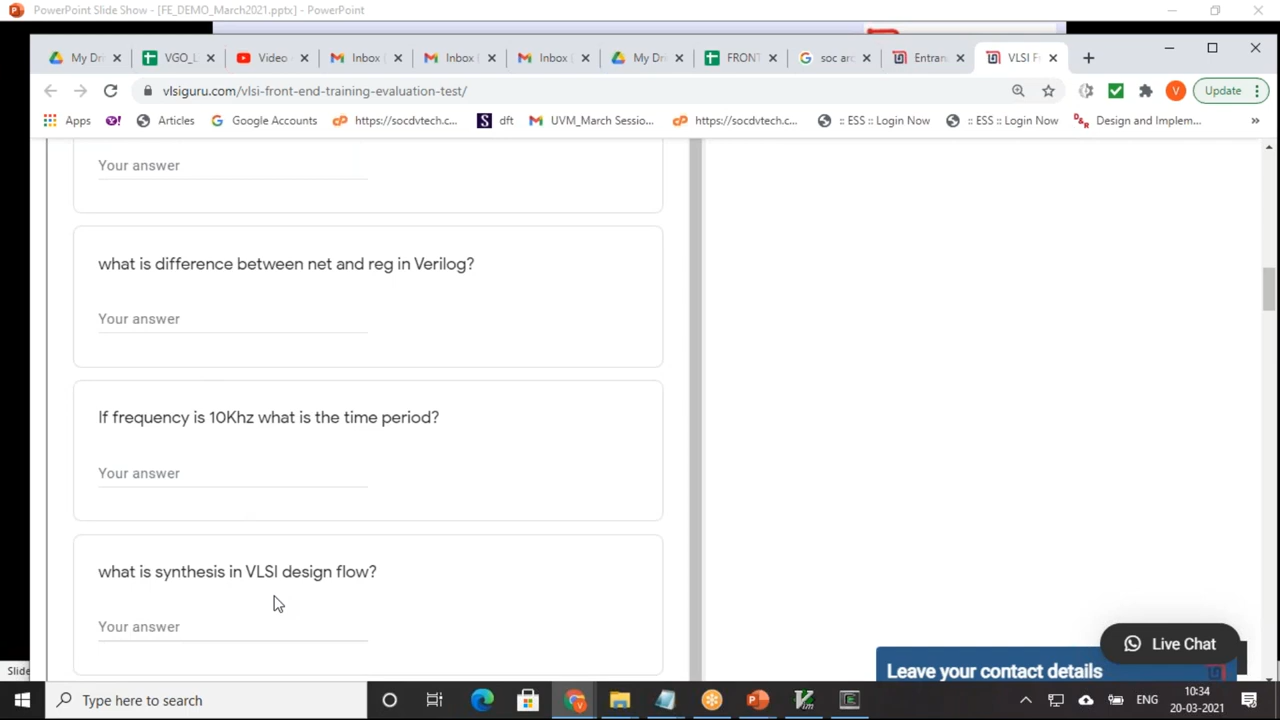 PowerPoint Slide Show - [FE_DEMO_March2021.pptx] - PowerPoint
My Dri
VGO_L
Video
Inbox (
Inbox (
Inbox (
My Dri
FRONT
soc arc
Entran
VLSI Fr
vlsiguru.com/vlsi-front-end-training-evaluation-test/
V
Update
Apps
Articles
Google Accounts
https://socdvtech.c...
dft
UVM_March Sessio...
https://socdvtech.c...
:: ESS :: Login Now
:: ESS :: Login Now
Design and Implem...
Your answer
what is difference between net and reg in Verilog?
Your answer
If frequency is 10Khz what is the time period?
Your answer
what is synthesis in VLSI design flow?
Your answer
Live Chat
Leave your contact details
Slide
Type here to search
ENG
10:34
20-03-2021